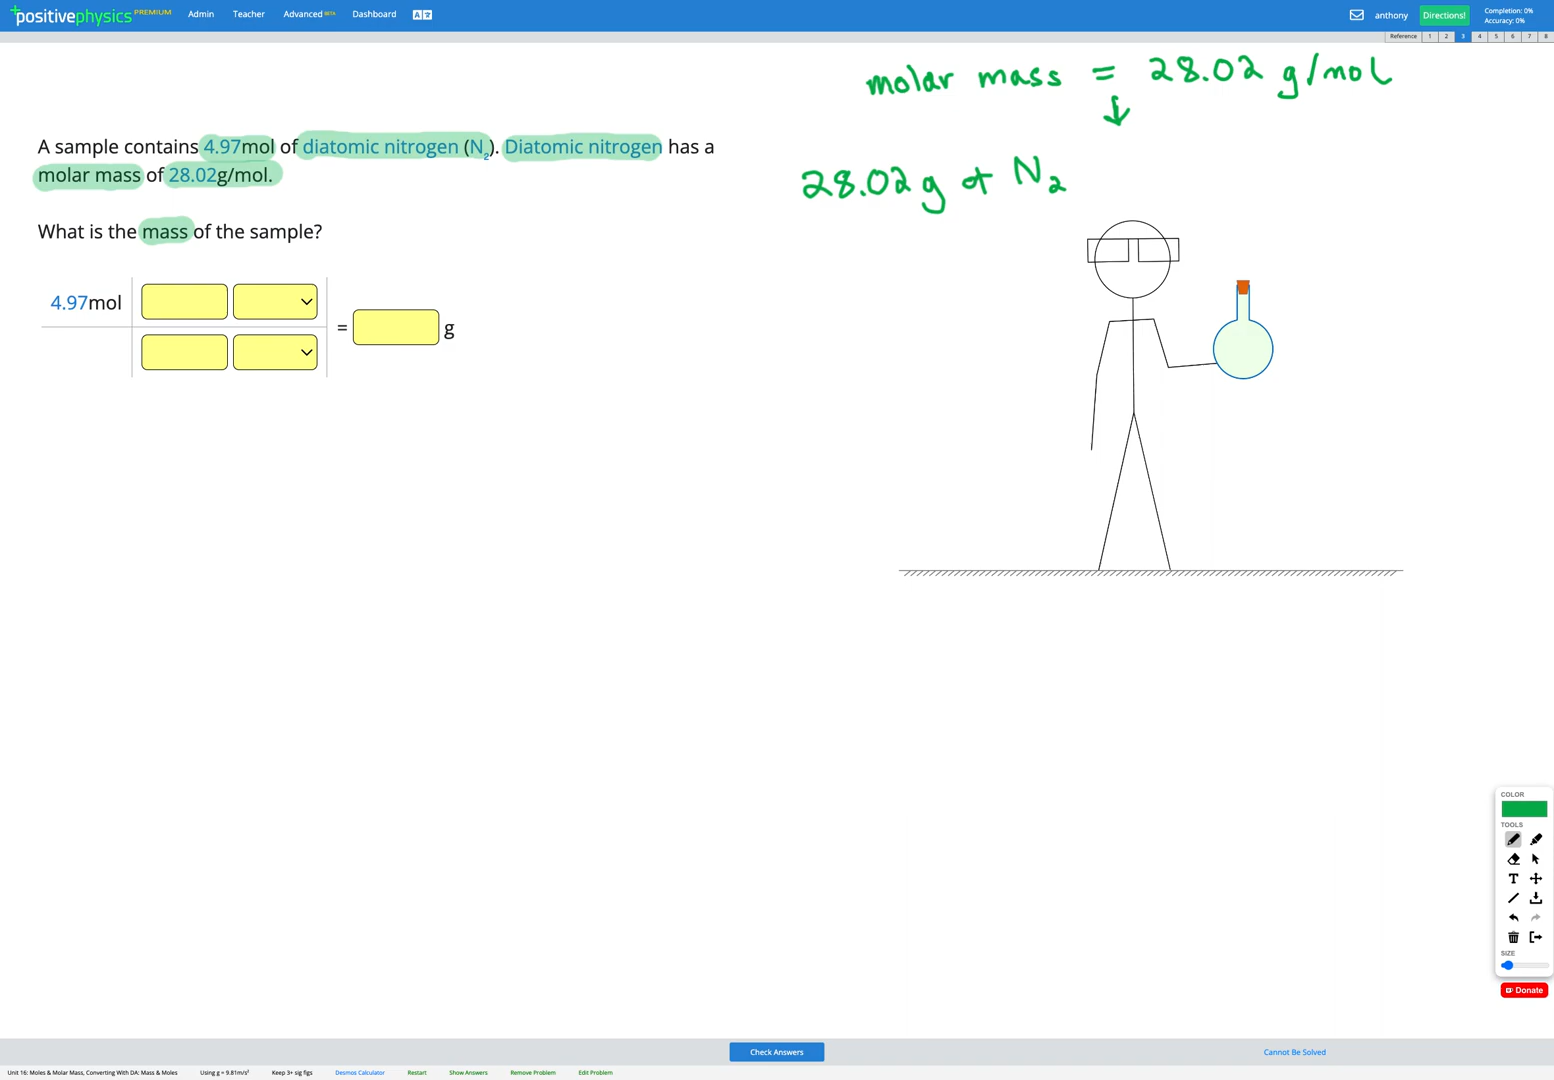 positivephysics PREMIUM Admin Teacher Advanced BETA Dashboard anthony Directions! Completion: 0%
Accuracy: 0%
Reference 1 2 3 4 5 6 7 8
molar mass = 28.02 g/mol
A sample contains 4.97mol of diatomic nitrogen (N₂). Diatomic nitrogen has a
molar mass of 28.02g/mol.
28.02 g of N₂
What is the mass of the sample?
4.97mol
= g
COLOR
TOOLS
T
SIZE
Donate
Check Answers Cannot Be Solved
Unit 16: Moles & Molar Mass, Converting With DA: Mass & Moles Using g = 9.81m/s² Keep 3+ sig figs Desmos Calculator Restart Show Answers Remove Problem Edit Problem